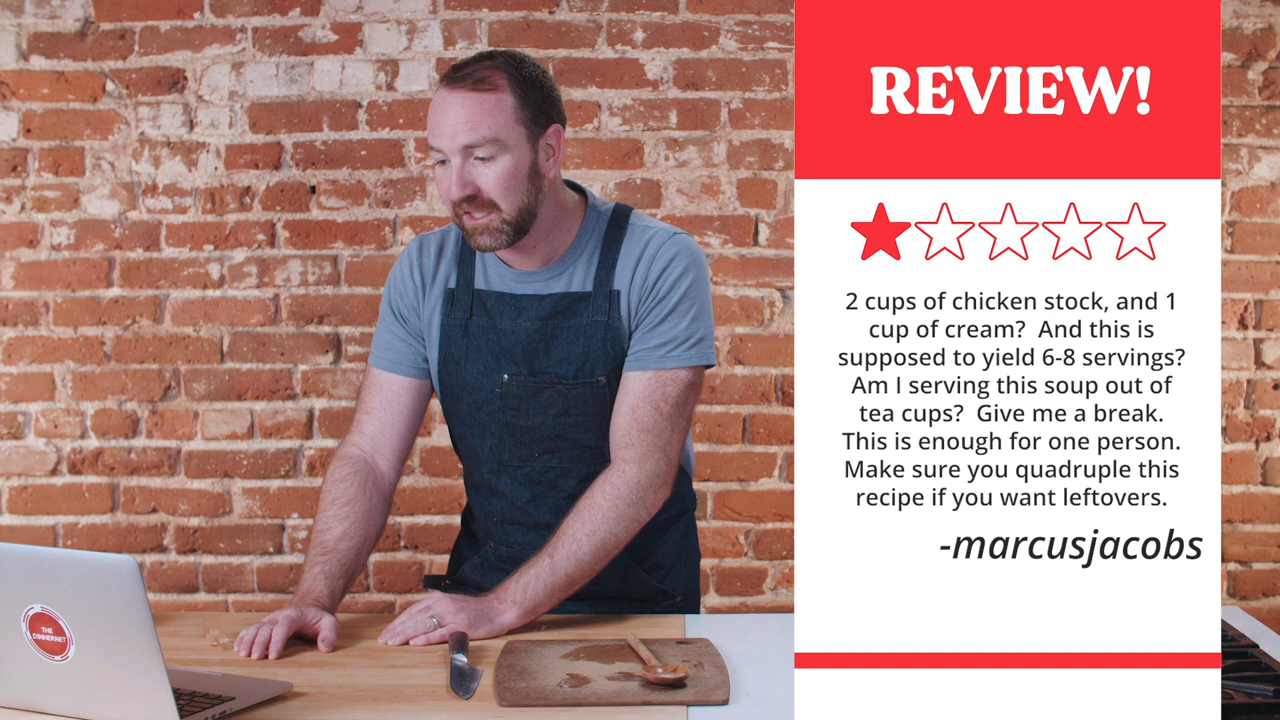 REVIEW!
2 cups of chicken stock, and 1
cup of cream?  And this is
supposed to yield 6-8 servings?
Am I serving this soup out of
tea cups?  Give me a break.
This is enough for one person.
Make sure you quadruple this
recipe if you want leftovers.
-marcusjacobs
THE
DINNERNET